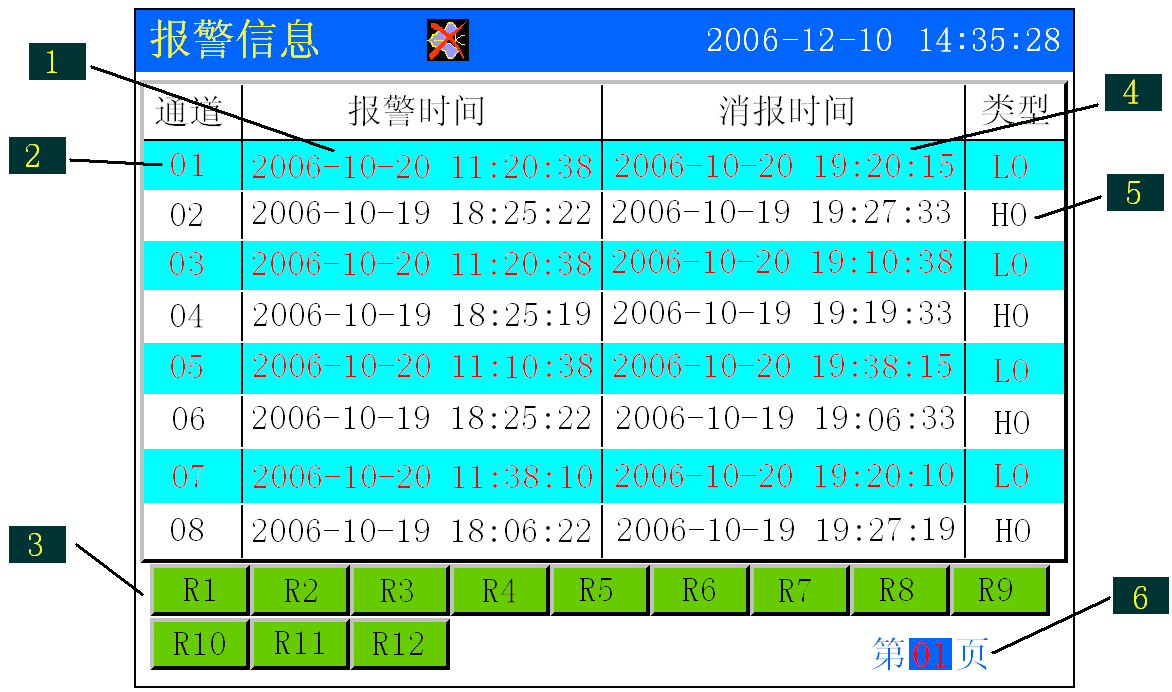 报警信息 2006-12-10 14:35:28
1
通道 报警时间 消报时间 类型
4
2
01 2006-10-20 11:20:38 2006-10-20 19:20:15 LO
02 2006-10-19 18:25:22 2006-10-19 19:27:33 HO
5
03 2006-10-20 11:20:38 2006-10-20 19:10:38 LO
04 2006-10-19 18:25:19 2006-10-19 19:19:33 HO
05 2006-10-20 11:10:38 2006-10-20 19:38:15 LO
06 2006-10-19 18:25:22 2006-10-19 19:06:33 HO
07 2006-10-20 11:38:10 2006-10-20 19:20:10 LO
08 2006-10-19 18:06:22 2006-10-19 19:27:19 HO
3
R1 R2 R3 R4 R5 R6 R7 R8 R9
6
R10 R11 R12 第01页